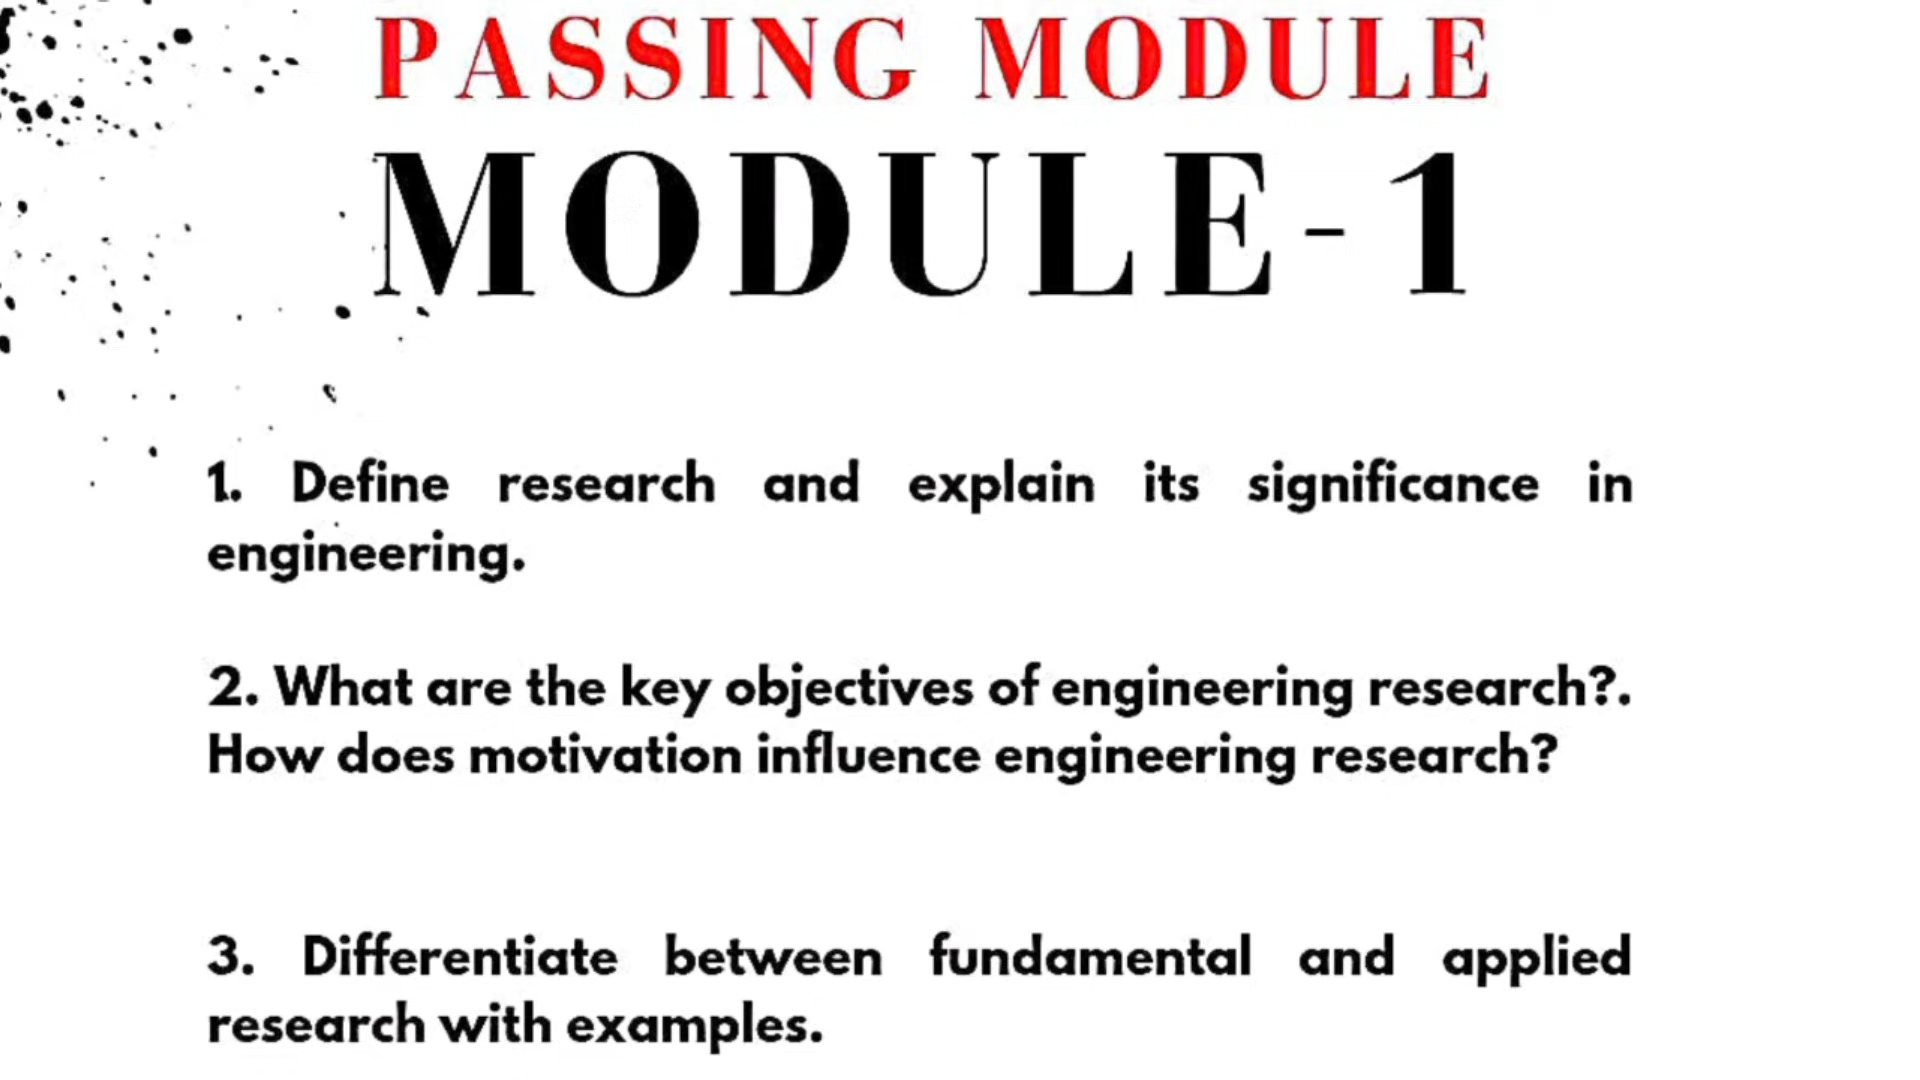 PASSING MODULE
MODULE-1
1. Define research and explain its significance in
engineering.
2. What are the key objectives of engineering research?.
How does motivation influence engineering research?
3. Differentiate between fundamental and applied
research with examples.